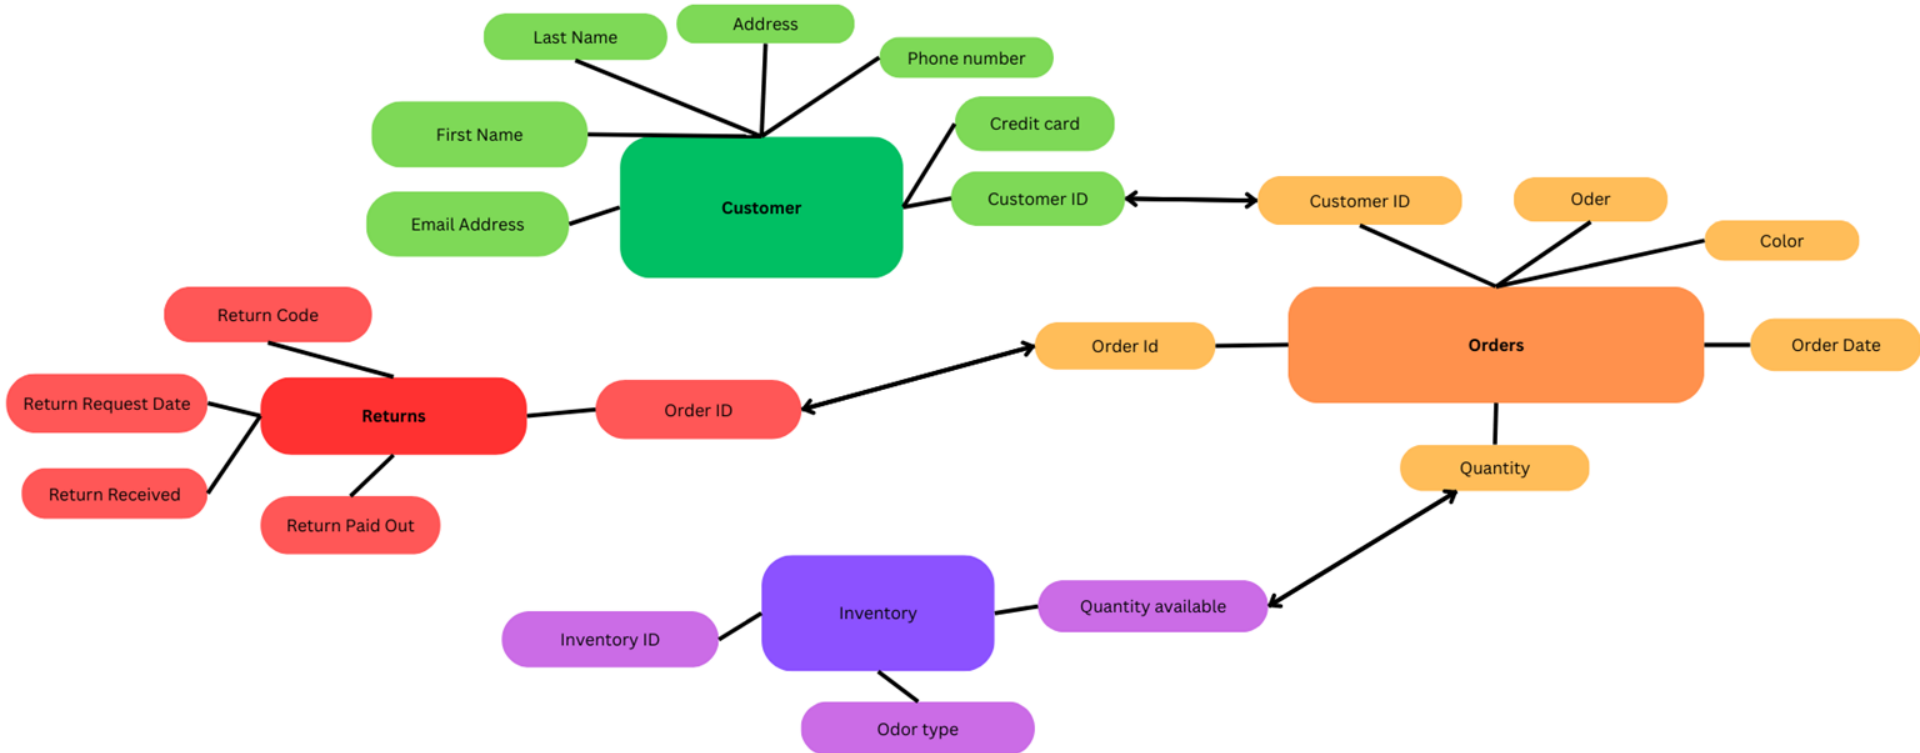 Address
Last Name
Phone number
Credit card
First Name
Customer ID
Customer
Email Address
Customer ID
Oder
Color
Return Code
Order Id
Orders
Order Date
Return Request Date
Returns
Order ID
Quantity
Return Received
Return Paid Out
Quantity available
Inventory
Inventory ID
Odor type